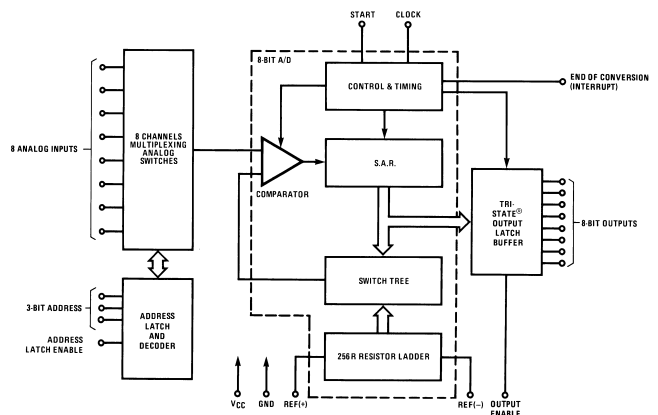 START
CLOCK
8-BIT A/D
CONTROL & TIMING
END OF CONVERSION
(INTERRUPT)
8 ANALOG INPUTS
8 CHANNELS
MULTIPLEXING
ANALOG
SWITCHES
S.A.R.
COMPARATOR
TRI-
STATE®
OUTPUT
LATCH
BUFFER
8-BIT OUTPUTS
SWITCH TREE
3-BIT ADDRESS
ADDRESS
LATCH
AND
DECODER
ADDRESS
LATCH ENABLE
256R RESISTOR LADDER
VCC
GND
REF(+)
REF(−)
OUTPUT
ENABLE